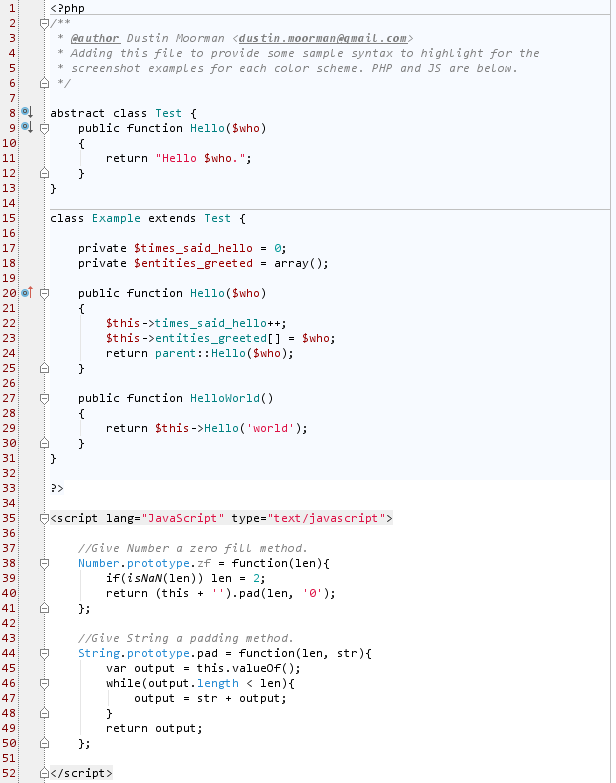 1 <?php
2 /**
3  * @author Dustin Moorman <dustin.moorman@gmail.com>
4  * Adding this file to provide some sample syntax to highlight for the
5  * screenshot examples for each color scheme. PHP and JS are below.
6  */
7
8 abstract class Test {
9     public function Hello($who)
10     {
11         return "Hello $who.";
12     }
13 }
14
15 class Example extends Test {
16
17     private $times_said_hello = 0;
18     private $entities_greeted = array();
19
20     public function Hello($who)
21     {
22         $this->times_said_hello++;
23         $this->entities_greeted[] = $who;
24         return parent::Hello($who);
25     }
26
27     public function HelloWorld()
28     {
29         return $this->Hello('world');
30     }
31 }
32
33 ?>
34
35 <script lang="JavaScript" type="text/javascript">
36
37     //Give Number a zero fill method.
38     Number.prototype.zf = function(len){
39         if(isNaN(len)) len = 2;
40         return (this + '').pad(len, '0');
41     };
42
43     //Give String a padding method.
44     String.prototype.pad = function(len, str){
45         var output = this.valueOf();
46         while(output.length < len){
47             output = str + output;
48         }
49         return output;
50     };
51
52 </script>